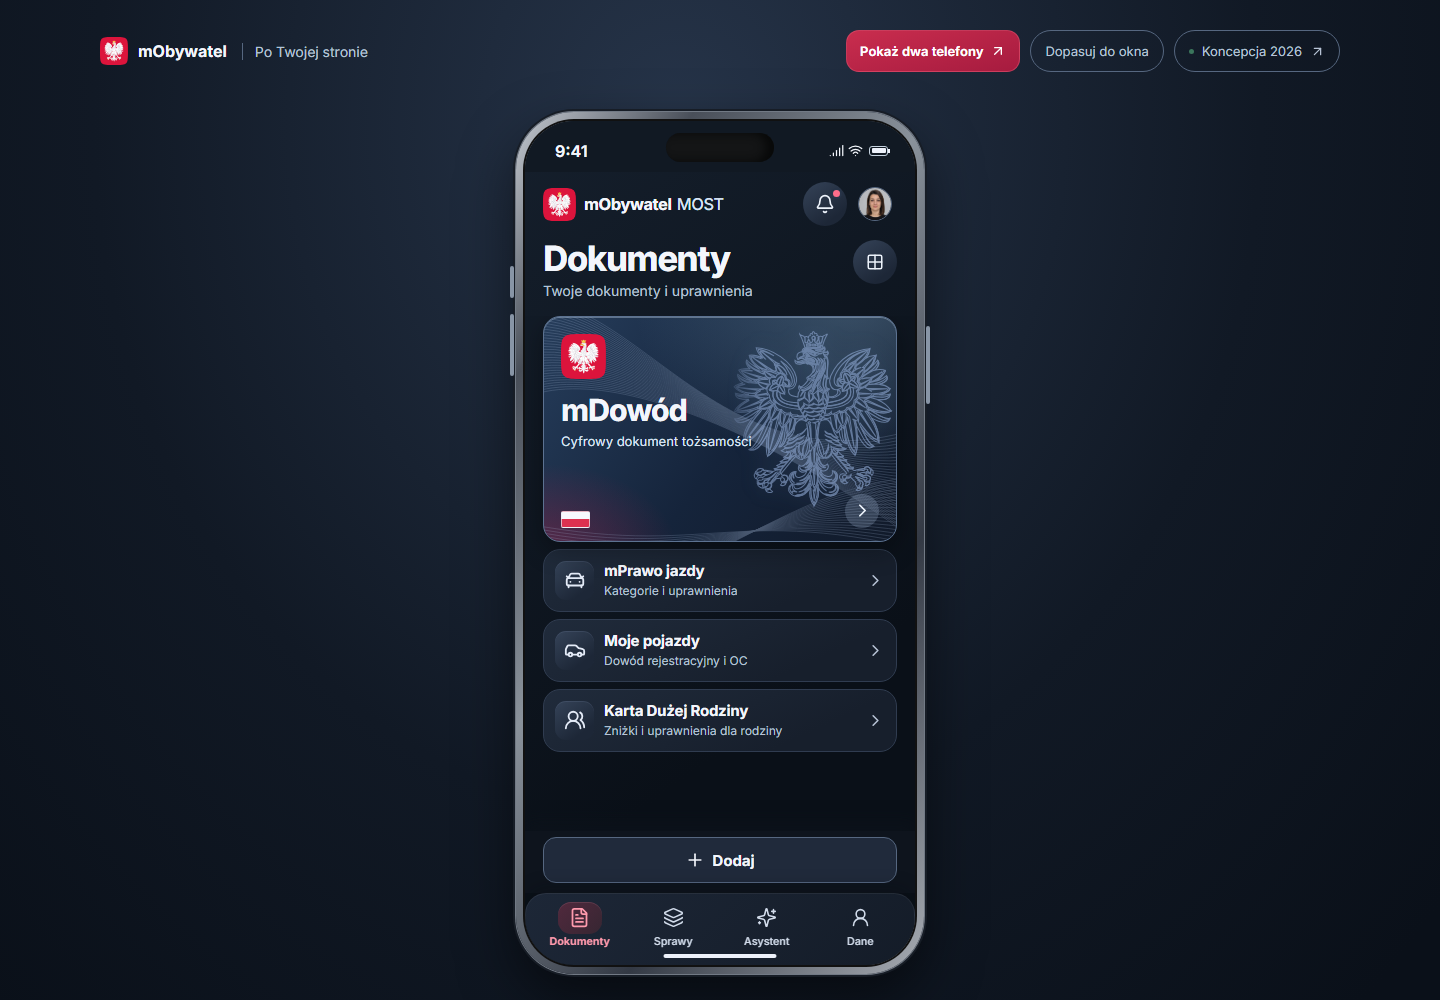 mObywatel | Po Twojej stronie
Pokaż dwa telefony
Dopasuj do okna
Koncepcja 2026
9:41
mObywatel MOST
Dokumenty
Twoje dokumenty i uprawnienia
mDowód
Cyfrowy dokument tożsamości
mPrawo jazdy
Kategorie i uprawnienia
Moje pojazdy
Dowód rejestracyjny i OC
Karta Dużej Rodziny
Zniżki i uprawnienia dla rodziny
Dodaj
Dokumenty
Sprawy
Asystent
Dane